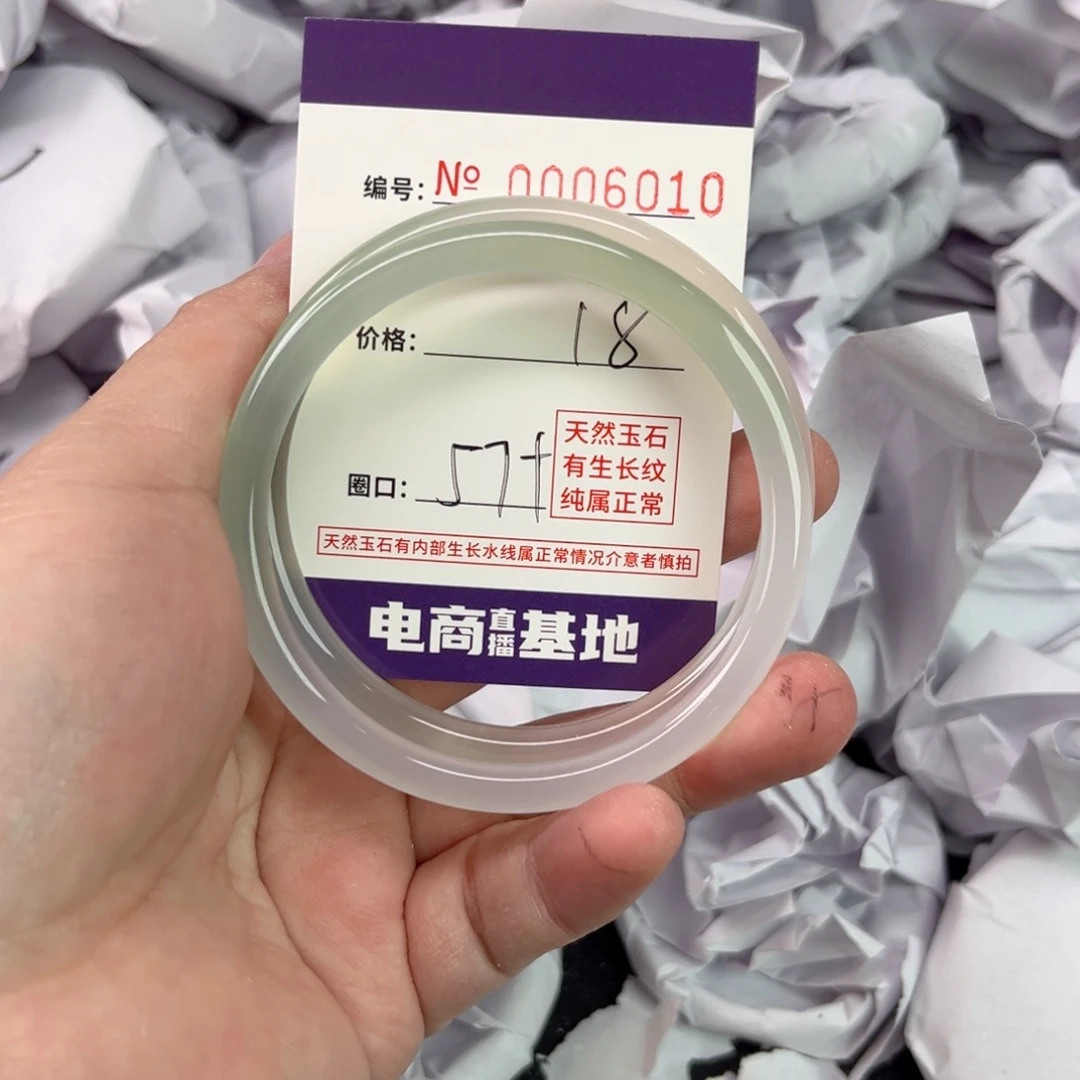 编号: № 0006010
价格: 18
圈口: 57+
天然玉石
有生长纹
纯属正常
天然玉石有内部生长水线属正常情况介意者慎拍
电商直播基地